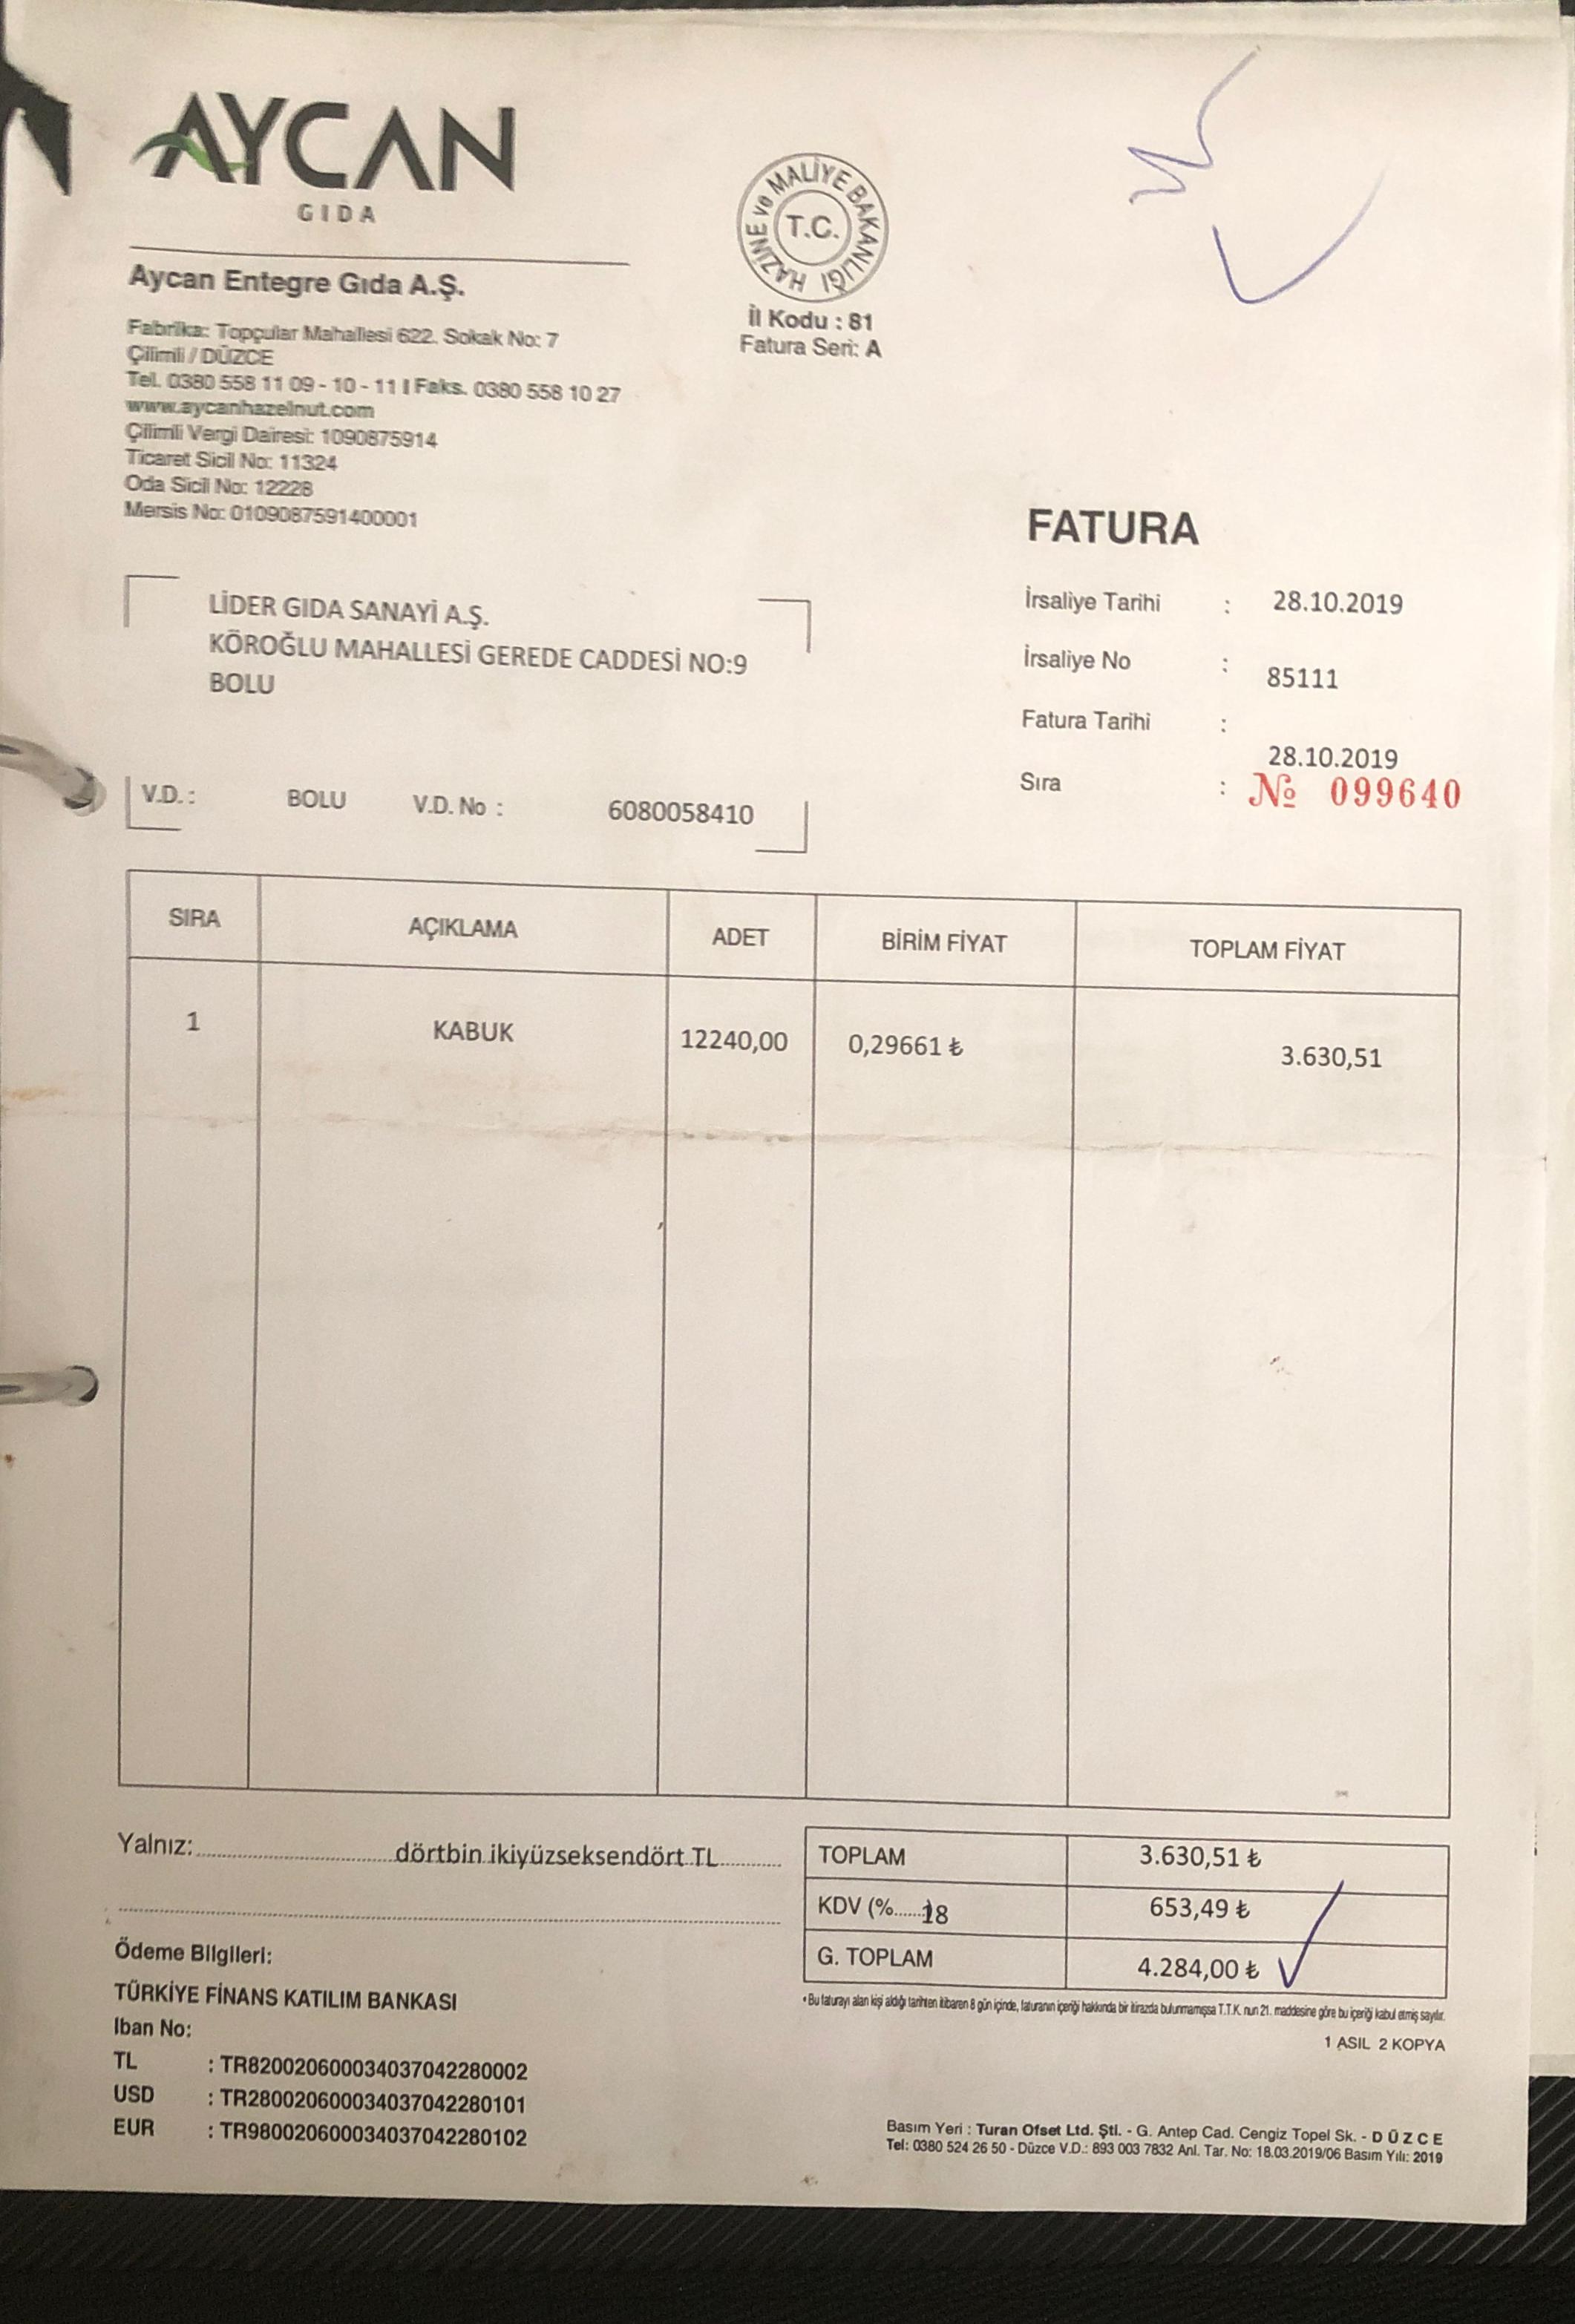 AYCAN
GIDA
Aycan Entegre Gıda A.Ş.
Fabrika: Topçular Mahallesi 622. Sokak No: 7
Çilimli / DÜZCE
Tel. 0380 558 11 09 - 10 - 11 I Faks. 0380 558 10 27
www.aycanhazelnut.com
Çilimli Vergi Dairesi: 1090875914
Ticaret Sicil No: 11324
Oda Sicil No: 12228
Mersis No: 0109087591400001
HAZİNE ve MALİYE BAKANLIĞI
T.C.
İl Kodu : 81
Fatura Seri: A
FATURA
İrsaliye Tarihi : 28.10.2019
İrsaliye No : 85111
Fatura Tarihi : 28.10.2019
Sıra : № 099640
LİDER GIDA SANAYİ A.Ş.
KÖROĞLU MAHALLESİ GEREDE CADDESİ NO:9
BOLU
V.D. : BOLU V.D. No : 6080058410
SIRA AÇIKLAMA ADET BİRİM FİYAT TOPLAM FİYAT
1 KABUK 12240,00 0,29661 ₺ 3.630,51
Yalnız: dörtbin ikiyüzseksendört TL
TOPLAM 3.630,51 ₺
KDV (%......18 653,49 ₺
G. TOPLAM 4.284,00 ₺
* Bu faturayı alan kişi aldığı tarihten itibaren 8 gün içinde, faturanın içeriği hakkında bir itirazda bulunmamışsa T.T.K. nun 21. maddesine göre bu içeriği kabul etmiş sayılır.
1 ASIL 2 KOPYA
Ödeme Bilgileri:
TÜRKİYE FİNANS KATILIM BANKASI
Iban No:
TL : TR820020600034037042280002
USD : TR280020600034037042280101
EUR : TR980020600034037042280102
Basım Yeri : Turan Ofset Ltd. Şti. - G. Antep Cad. Cengiz Topel Sk. - DÜZCE
Tel: 0380 524 26 50 - Düzce V.D.: 893 003 7832 Anl. Tar. No: 18.03.2019/06 Basım Yılı: 2019